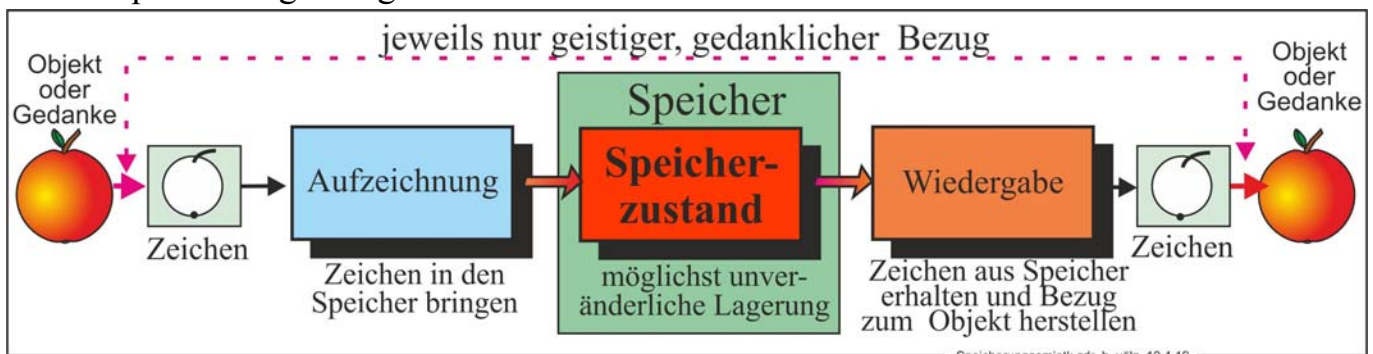 jeweils nur geistiger, gedanklicher Bezug
Objekt
oder
Gedanke
Zeichen
Aufzeichnung
Zeichen in den
Speicher bringen
Speicher
Speicher-
zustand
möglichst unver-
änderliche Lagerung
Wiedergabe
Zeichen aus Speicher
erhalten und Bezug
zum Objekt herstellen
Zeichen
Objekt
oder
Gedanke